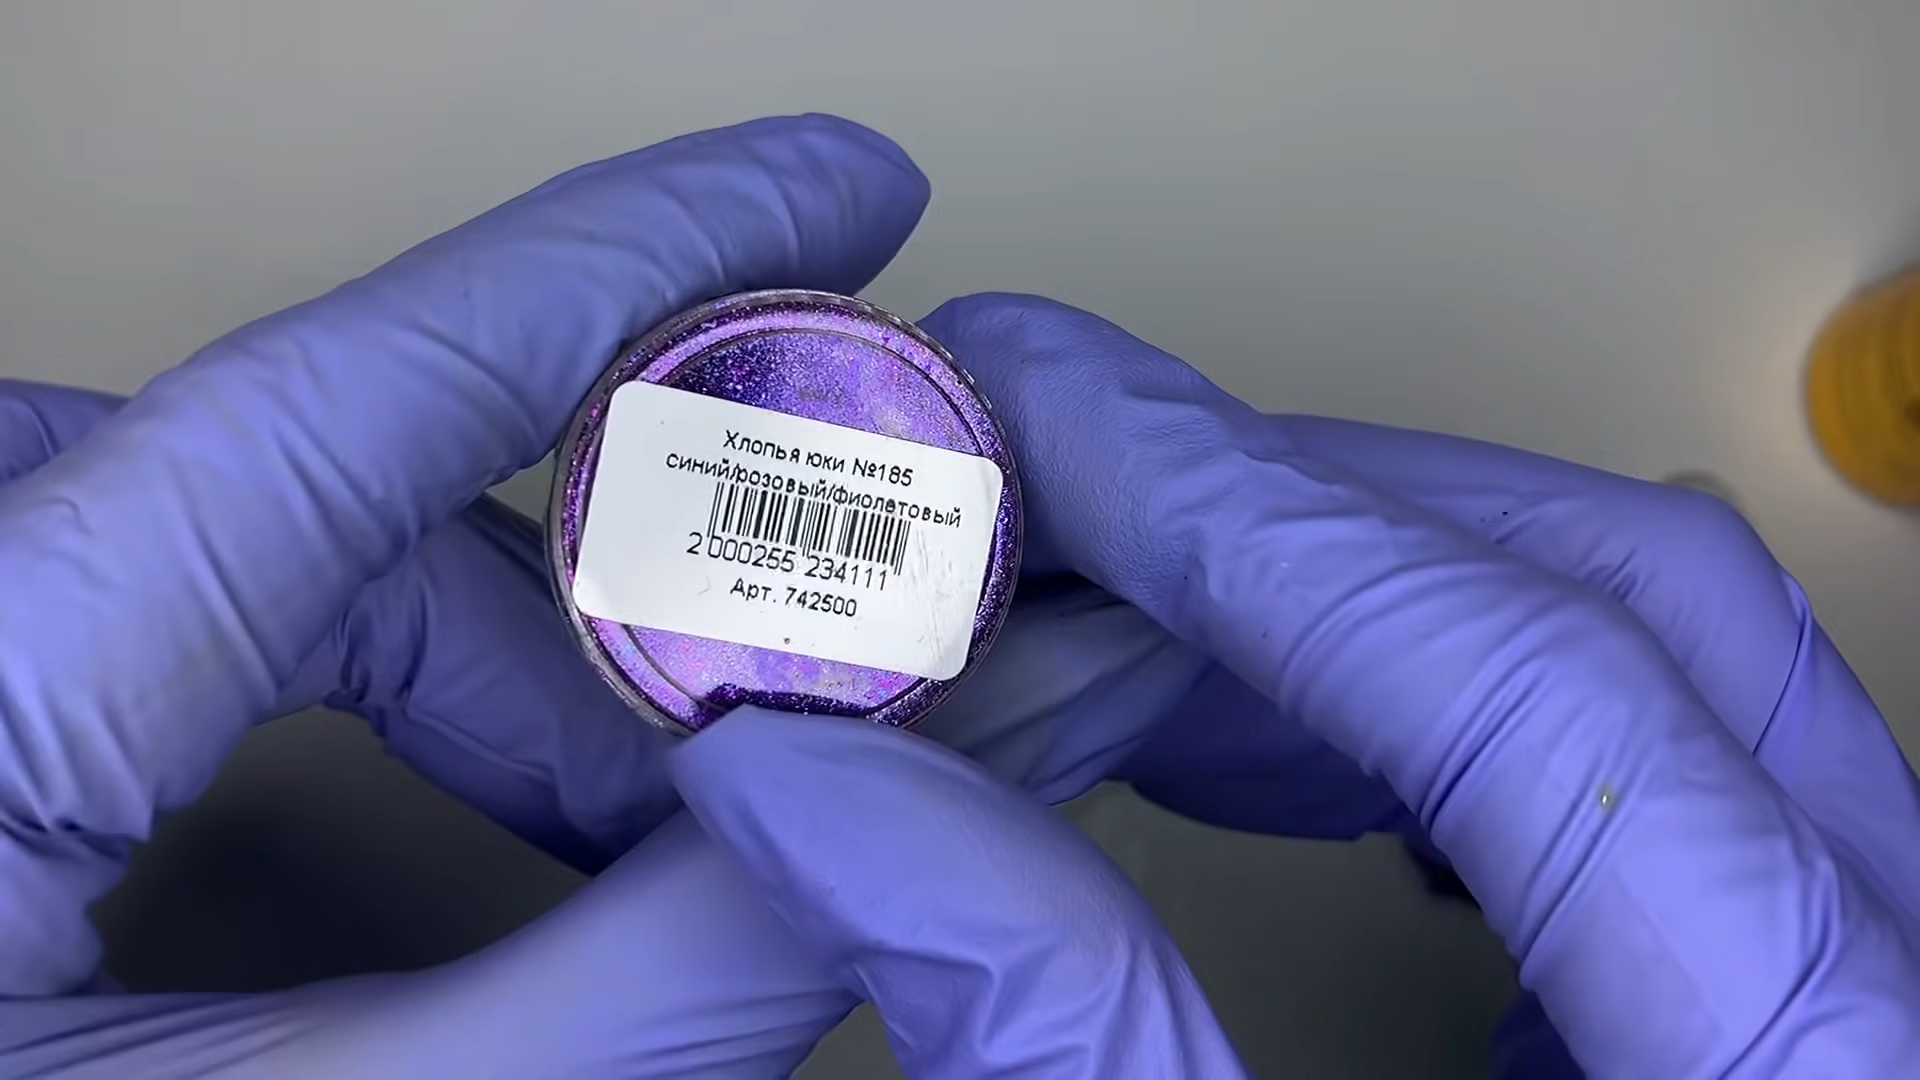 Хлопья юки №185
синий/розовый/фиолетовый
2 000255 234111
Арт. 742500